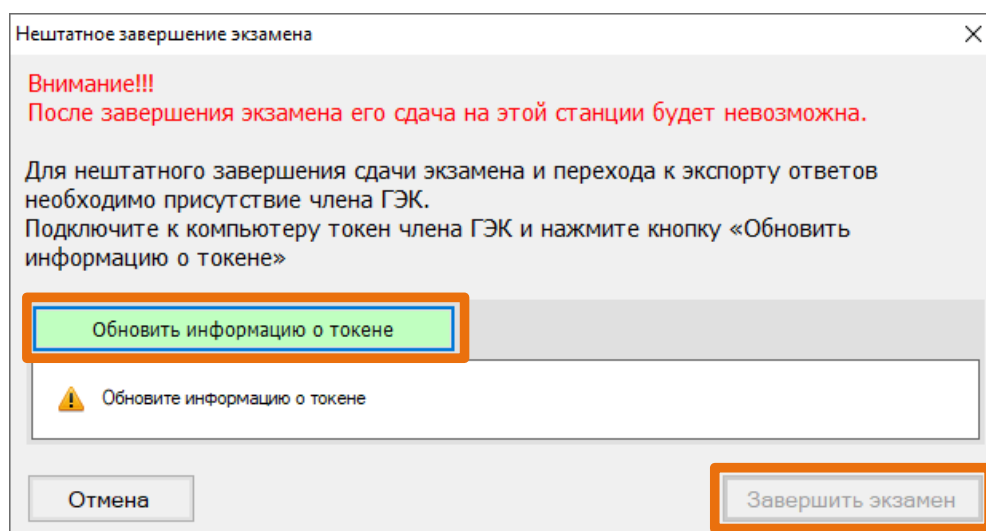 Нештатное завершение экзамена
Внимание!!!
После завершения экзамена его сдача на этой станции будет невозможна.
Для нештатного завершения сдачи экзамена и перехода к экспорту ответов
необходимо присутствие члена ГЭК.
Подключите к компьютеру токен члена ГЭК и нажмите кнопку «Обновить
информацию о токене»
Обновить информацию о токене
Обновите информацию о токене
Отмена
Завершить экзамен